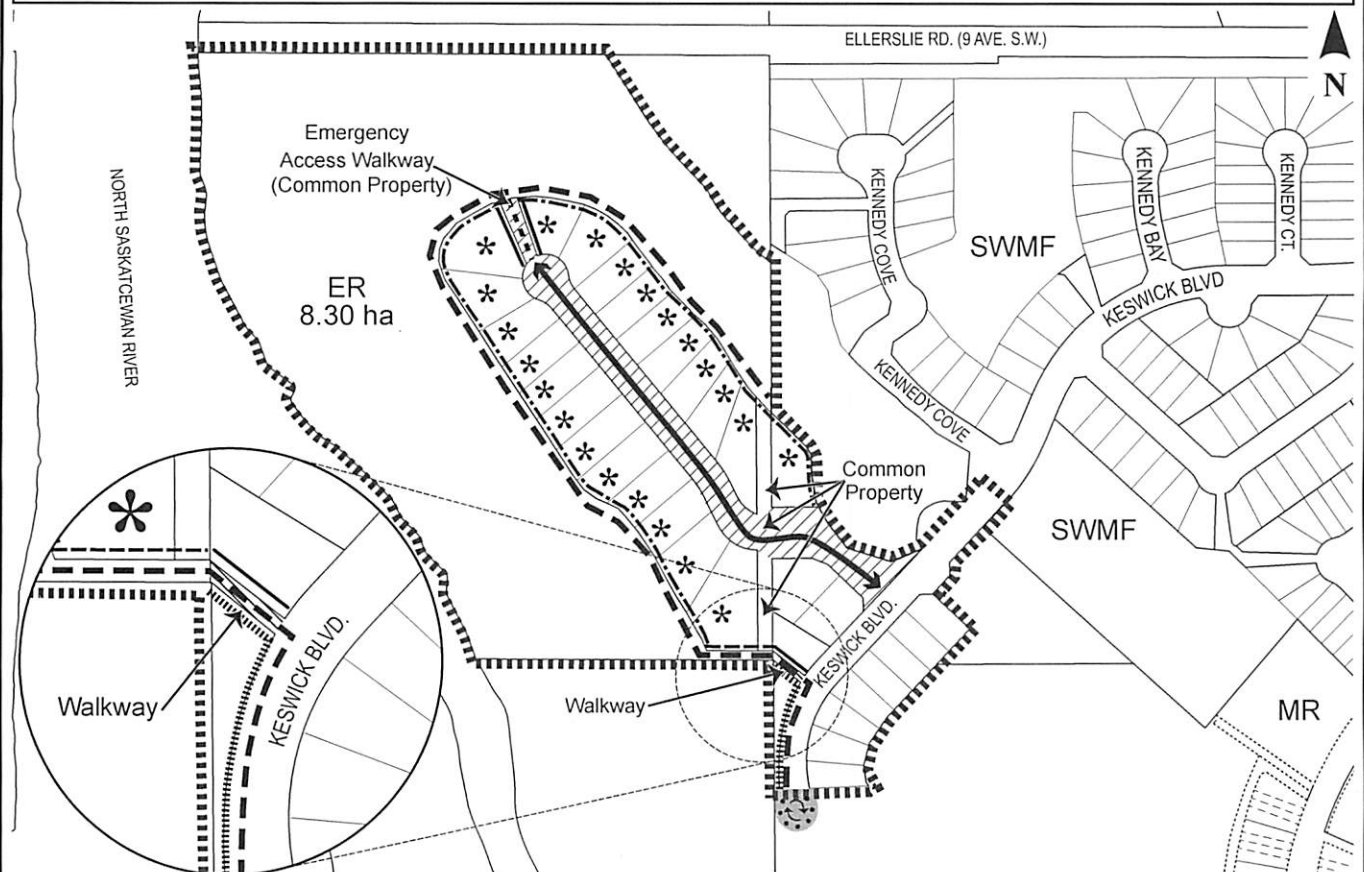 ELLERSLIE RD. (9 AVE. S.W.)
N
Emergency
Access Walkway
(Common Property)
NORTH SASKATCEWAN RIVER
ER
8.30 ha
KENNEDY COVE
SWMF
KENNEDY BAY
KENNEDY CT.
KESWICK BLVD
KENNEDY COVE
Common
Property
SWMF
KESWICK BLVD.
Walkway
MR
Walkway
KESWICK BLVD.